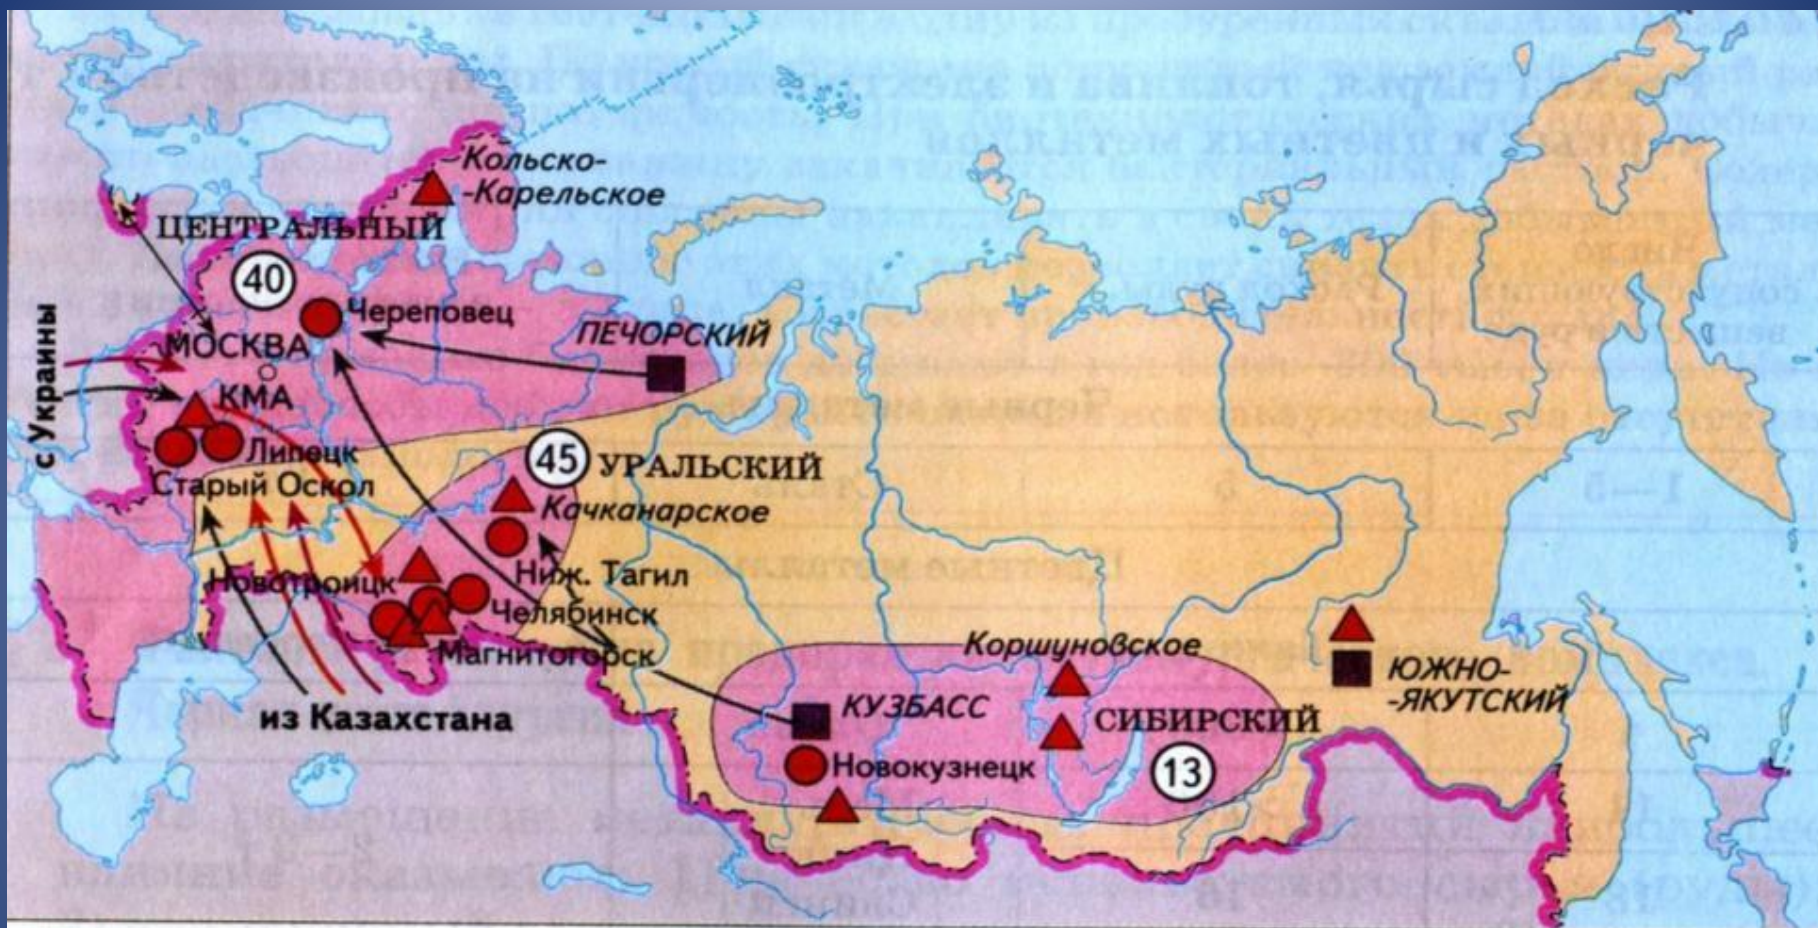 Кольско-
-Карельское
ЦЕНТРАЛЬНЫЙ
40
Череповец
ПЕЧОРСКИЙ
МОСКВА
КМА
с Украины
Липецк
Старый Оскол
45
УРАЛЬСКИЙ
Качканарское
Ниж. Тагил
Новотроицк
Челябинск
Магнитогорск
из Казахстана
Коршуновское
КУЗБАСС
СИБИРСКИЙ
Новокузнецк
13
ЮЖНО-
-ЯКУТСКИЙ